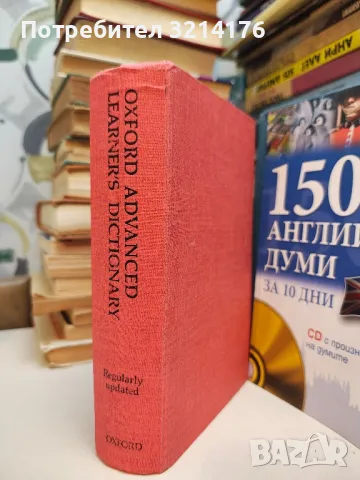 3214176
OXFORD ADVANCED
LEARNER'S DICTIONARY
Regularly
updated
OXFORD
150
АНГЛИ
ДУМИ
ЗА 10 ДНИ
CD с произн
на думите
BAZAR
bg